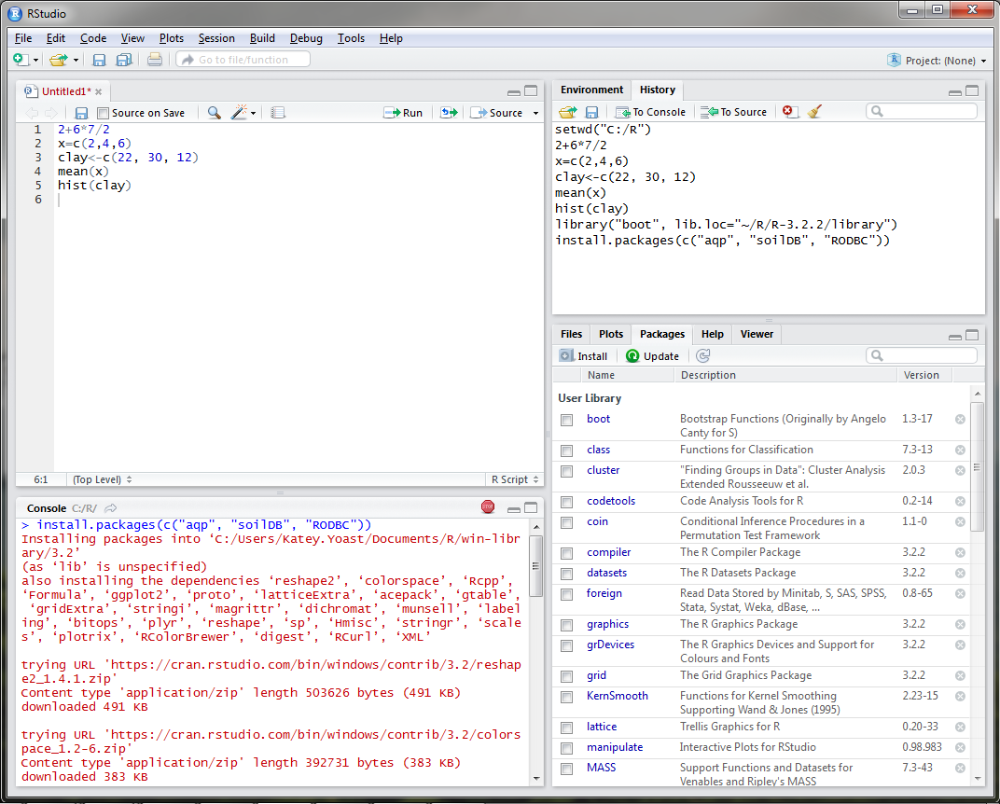 RStudio
File Edit Code View Plots Session Build Debug Tools Help
Go to file/function
Project: (None)
Untitled1*
Source on Save
Run
Source
1 2+6*7/2
2 x=c(2,4,6)
3 clay<-c(22, 30, 12)
4 mean(x)
5 hist(clay)
6
6:1 (Top Level) R Script
Console C:/R/
STOP
> install.packages(c("aqp", "soilDB", "RODBC"))
Installing packages into ‘C:/Users/Katey.Yoast/Documents/R/win-libr
ary/3.2’
(as ‘lib’ is unspecified)
also installing the dependencies ‘reshape2’, ‘colorspace’, ‘Rcpp’,
‘Formula’, ‘ggplot2’, ‘proto’, ‘latticeExtra’, ‘acepack’, ‘gtable’,
‘gridExtra’, ‘stringi’, ‘magrittr’, ‘dichromat’, ‘munsell’, ‘label
ing’, ‘bitops’, ‘plyr’, ‘reshape’, ‘sp’, ‘Hmisc’, ‘stringr’, ‘scale
s’, ‘plotrix’, ‘RColorBrewer’, ‘digest’, ‘RCurl’, ‘XML’
trying URL 'https://cran.rstudio.com/bin/windows/contrib/3.2/reshap
e2_1.4.1.zip'
Content type 'application/zip' length 503626 bytes (491 KB)
downloaded 491 KB
trying URL 'https://cran.rstudio.com/bin/windows/contrib/3.2/colors
pace_1.2-6.zip'
Content type 'application/zip' length 392731 bytes (383 KB)
downloaded 383 KB
Environment History
To Console To Source
setwd("C:/R")
2+6*7/2
x=c(2,4,6)
clay<-c(22, 30, 12)
mean(x)
hist(clay)
library("boot", lib.loc="~/R/R-3.2.2/library")
install.packages(c("aqp", "soilDB", "RODBC"))
Files Plots Packages Help Viewer
Install Update
Name Description Version
User Library
boot Bootstrap Functions (Originally by Angelo 1.3-17
Canty for S)
class Functions for Classification 7.3-13
cluster "Finding Groups in Data": Cluster Analysis 2.0.3
Extended Rousseeuw et al.
codetools Code Analysis Tools for R 0.2-14
coin Conditional Inference Procedures in a 1.1-0
Permutation Test Framework
compiler The R Compiler Package 3.2.2
datasets The R Datasets Package 3.2.2
foreign Read Data Stored by Minitab, S, SAS, SPSS, 0.8-65
Stata, Systat, Weka, dBase, ...
graphics The R Graphics Package 3.2.2
grDevices The R Graphics Devices and Support for 3.2.2
Colours and Fonts
grid The Grid Graphics Package 3.2.2
KernSmooth Functions for Kernel Smoothing 2.23-15
Supporting Wand & Jones (1995)
lattice Trellis Graphics for R 0.20-33
manipulate Interactive Plots for RStudio 0.98.983
MASS Support Functions and Datasets for 7.3-43
Venables and Ripley's MASS